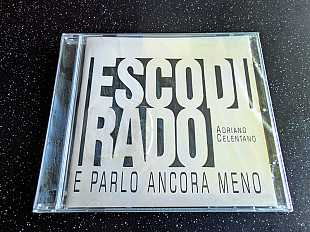 ESCO DI
RADO
ADRIANO
CELENTANO
E PARLO ANCORA MENO